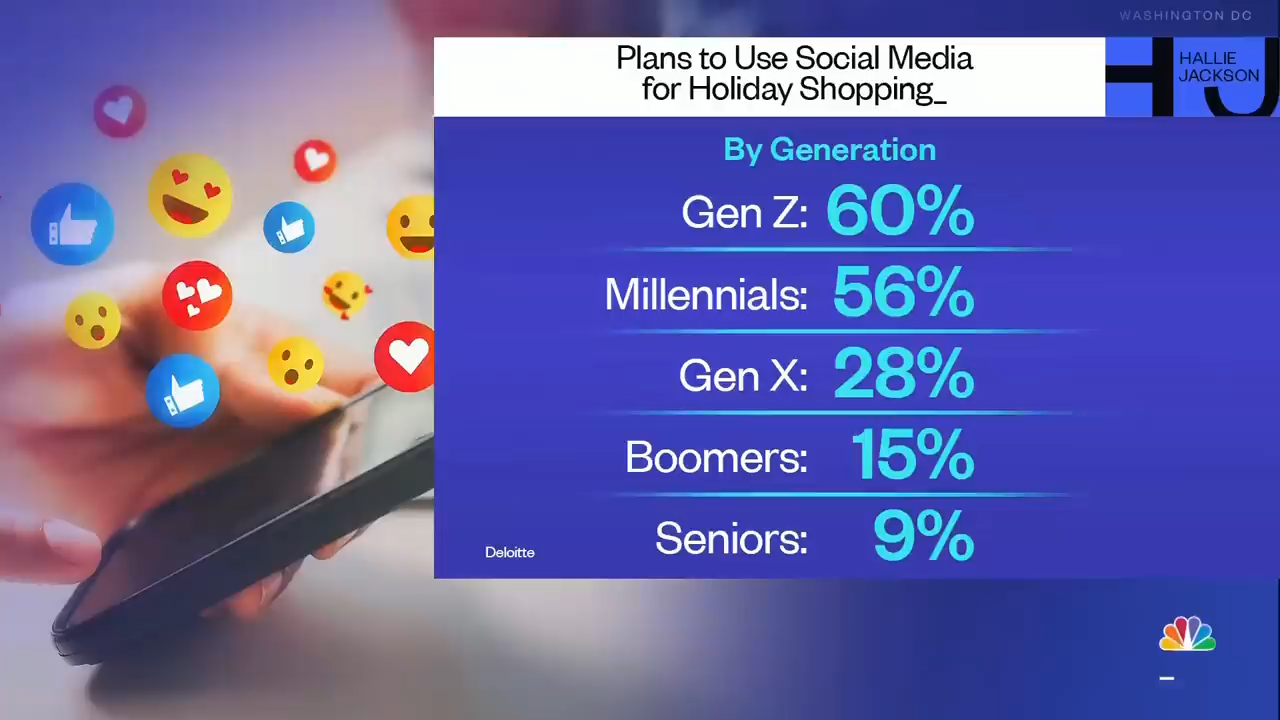 WASHINGTON DC
Plans to Use Social Media
for Holiday Shopping_
HALLIE
JACKSON
HJ
By Generation
Gen Z: 60%
Millennials: 56%
Gen X: 28%
Boomers: 15%
Seniors: 9%
Deloitte